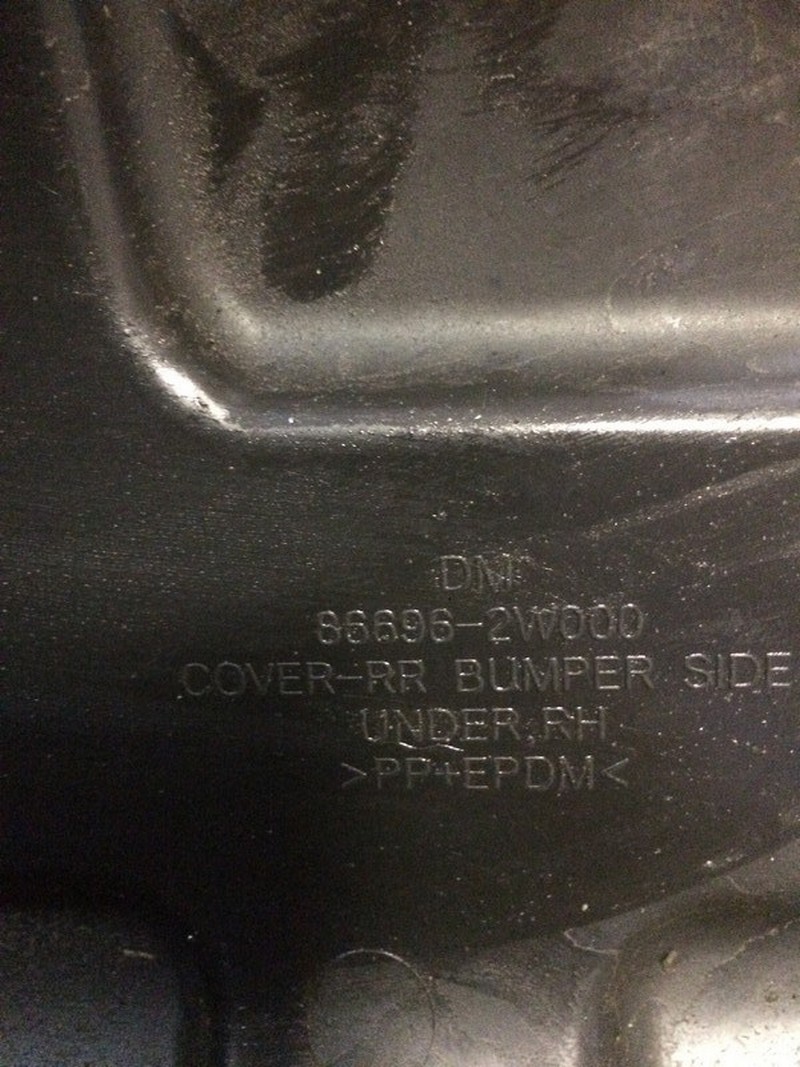 DM
86696-2W000
COVER-RR BUMPER SIDE
UNDER,RH
>PP+EPDM<